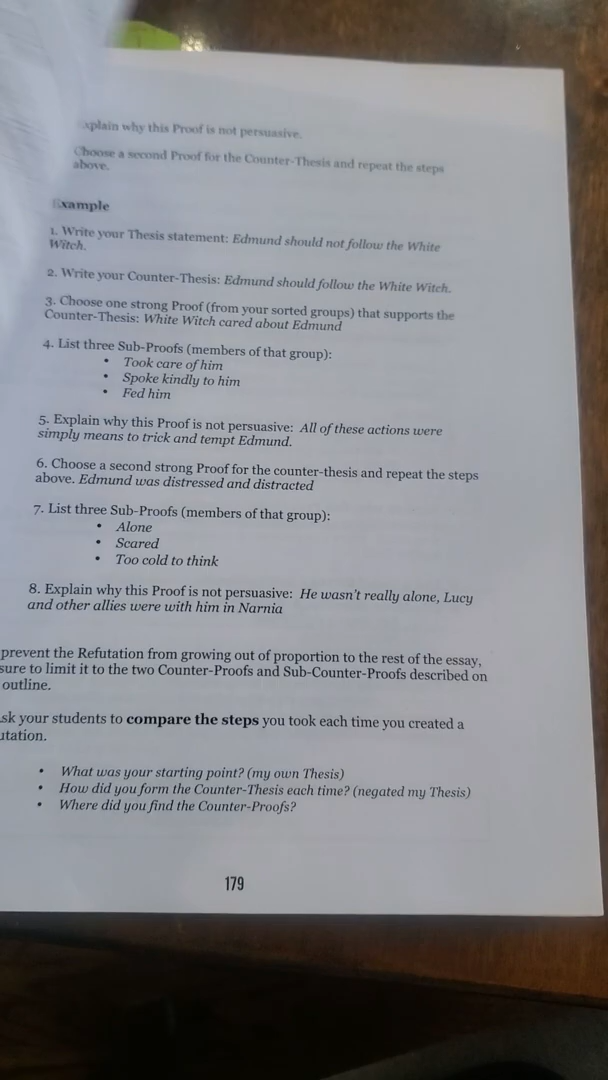 xplain why this Proof is not persuasive.
Choose a second Proof for the Counter-Thesis and repeat the steps
above.
Example
1. Write your Thesis statement: Edmund should not follow the White
Witch.
2. Write your Counter-Thesis: Edmund should follow the White Witch.
3. Choose one strong Proof (from your sorted groups) that supports the
Counter-Thesis: White Witch cared about Edmund
4. List three Sub-Proofs (members of that group):
• Took care of him
• Spoke kindly to him
• Fed him
5. Explain why this Proof is not persuasive: All of these actions were
simply means to trick and tempt Edmund.
6. Choose a second strong Proof for the counter-thesis and repeat the steps
above. Edmund was distressed and distracted
7. List three Sub-Proofs (members of that group):
• Alone
• Scared
• Too cold to think
8. Explain why this Proof is not persuasive: He wasn't really alone, Lucy
and other allies were with him in Narnia
prevent the Refutation from growing out of proportion to the rest of the essay,
sure to limit it to the two Counter-Proofs and Sub-Counter-Proofs described on
outline.
sk your students to compare the steps you took each time you created a
utation.
• What was your starting point? (my own Thesis)
• How did you form the Counter-Thesis each time? (negated my Thesis)
• Where did you find the Counter-Proofs?
179